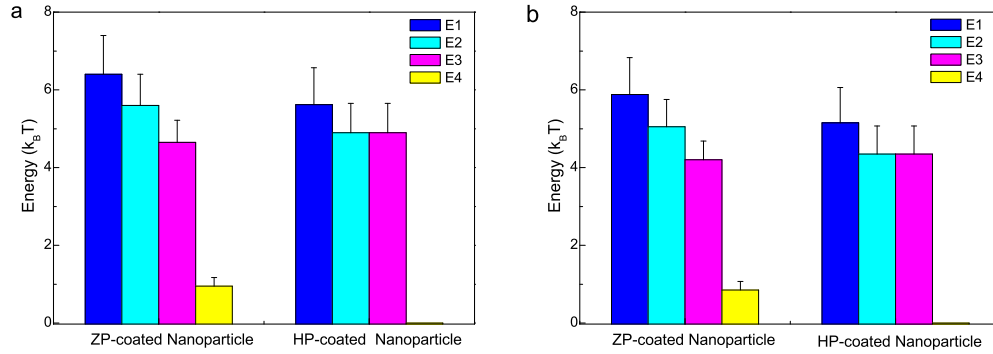 a
8
6
4
2
0
Energy (kBT)
E1
E2
E3
E4
ZP-coated Nanoparticle
HP-coated Nanoparticle
b
8
6
4
2
0
Energy (kBT)
E1
E2
E3
E4
ZP-coated Nanoparticle
HP-coated Nanoparticle